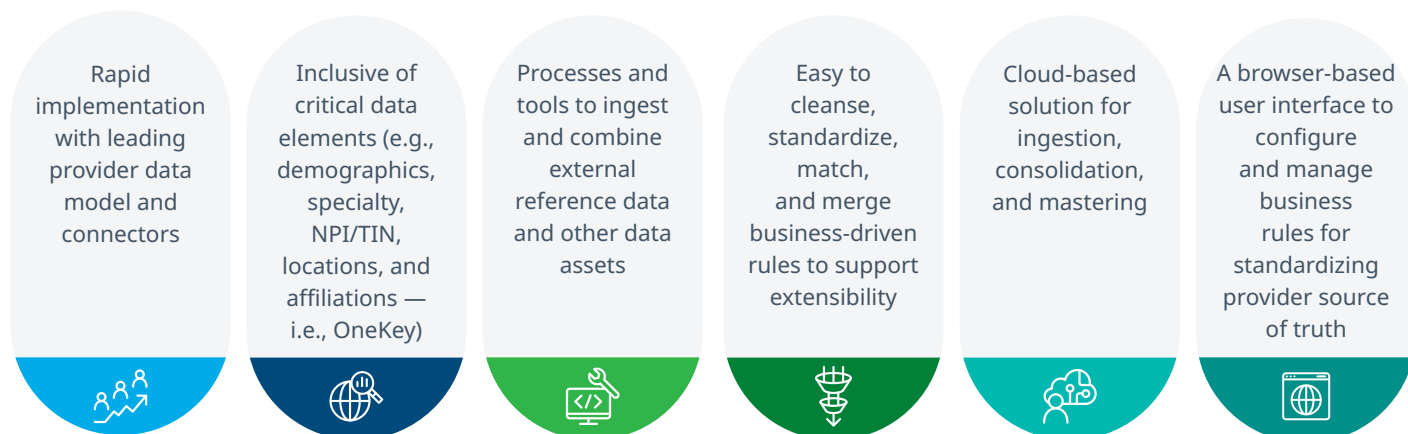 Rapid
implementation
with leading
provider data
model and
connectors
Inclusive of
critical data
elements (e.g.,
demographics,
specialty,
NPI/TIN,
locations, and
affiliations —
i.e., OneKey)
Processes and
tools to ingest
and combine
external
reference data
and other data
assets
Easy to
cleanse,
standardize,
match,
and merge
business-driven
rules to support
extensibility
Cloud-based
solution for
ingestion,
consolidation,
and mastering
A browser-based
user interface to
configure
and manage
business
rules for
standardizing
provider source
of truth